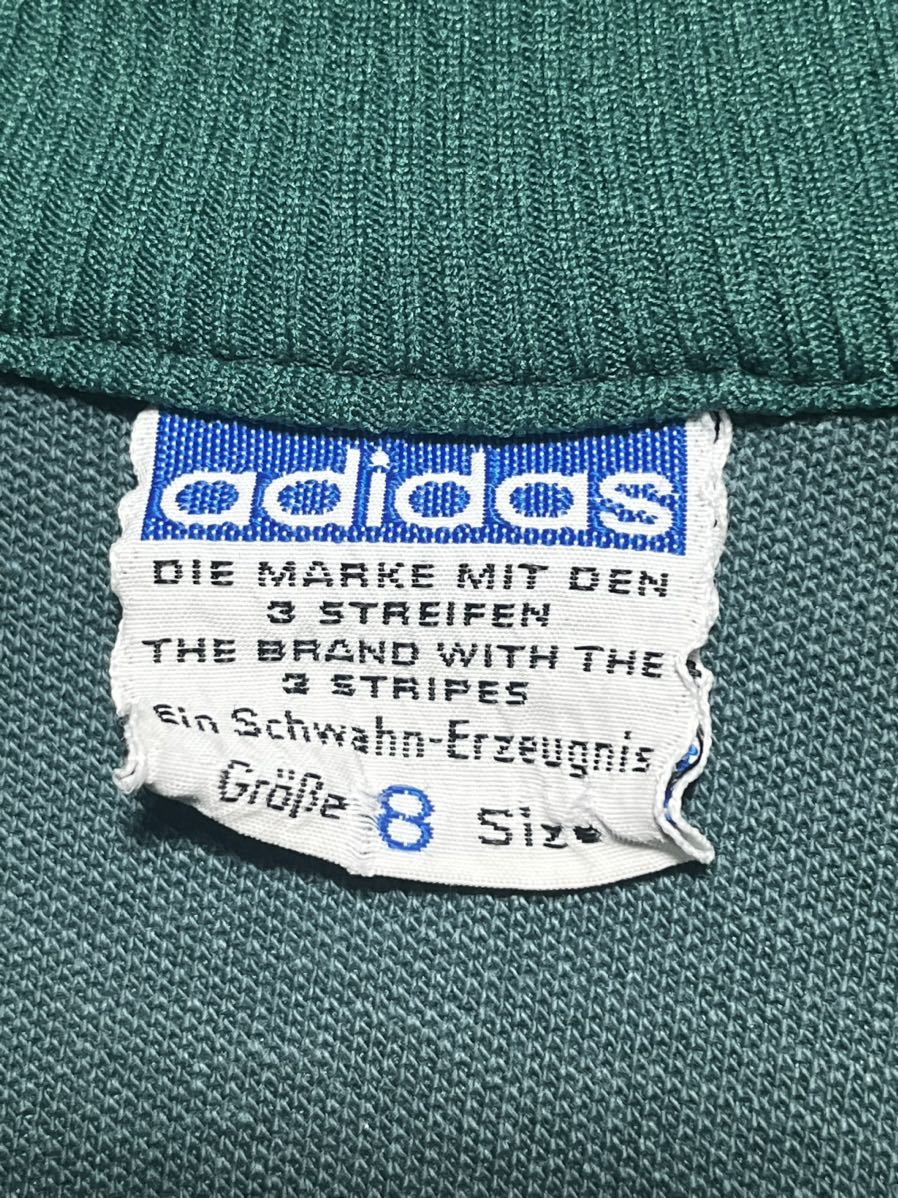 adidas
DIE MARKE MIT DEN
3 STREIFEN
THE BRAND WITH THE
3 STRIPES
Ein Schwahn-Erzeugnis
Größe 8 Size